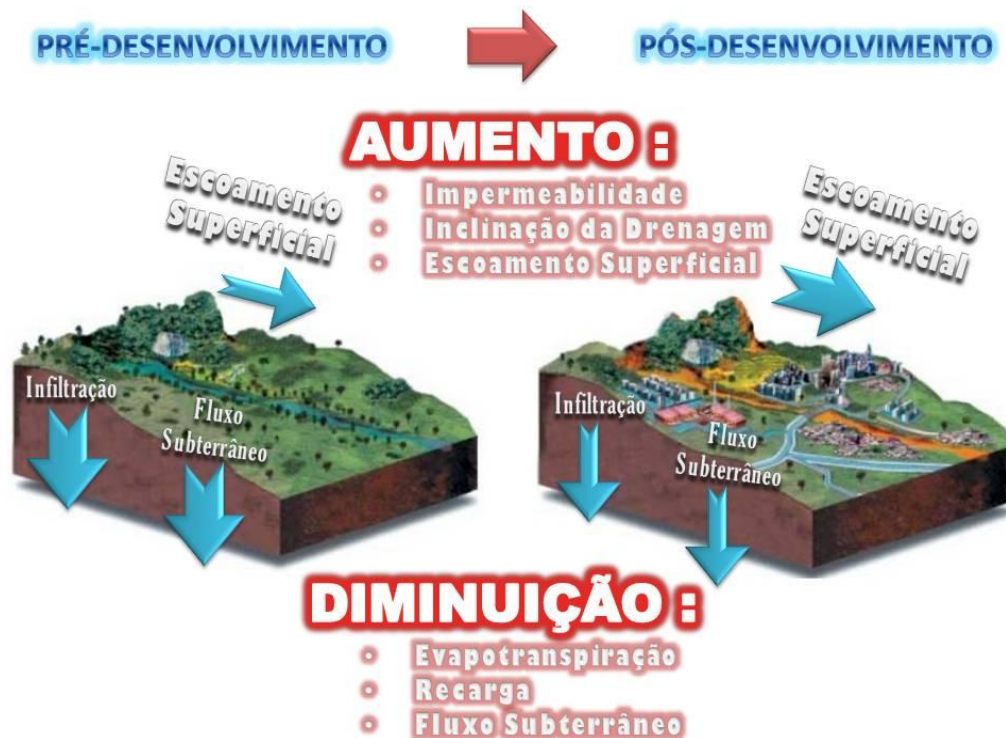 PRÉ-DESENVOLVIMENTO
PÓS-DESENVOLVIMENTO
AUMENTO :
• Impermeabilidade
• Inclinação da Drenagem
• Escoamento Superficial
Escoamento
Superficial
Infiltração
Fluxo
Subterrâneo
Escoamento
Superficial
Infiltração
Fluxo
Subterrâneo
DIMINUIÇÃO :
• Evapotranspiração
• Recarga
• Fluxo Subterrâneo